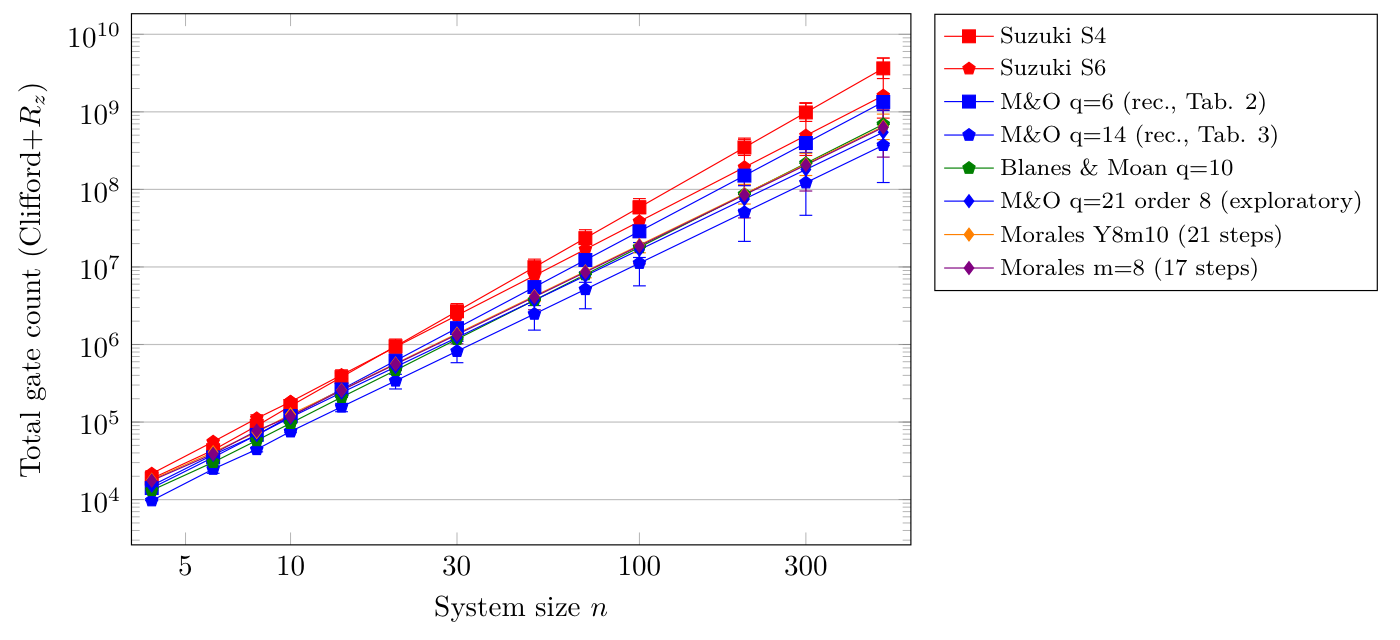 Total gate count (Clifford+R_z)
10^10
10^9
10^8
10^7
10^6
10^5
10^4
5 10 30 100 300
System size n
Suzuki S4
Suzuki S6
M&O q=6 (rec., Tab. 2)
M&O q=14 (rec., Tab. 3)
Blanes & Moan q=10
M&O q=21 order 8 (exploratory)
Morales Y8m10 (21 steps)
Morales m=8 (17 steps)